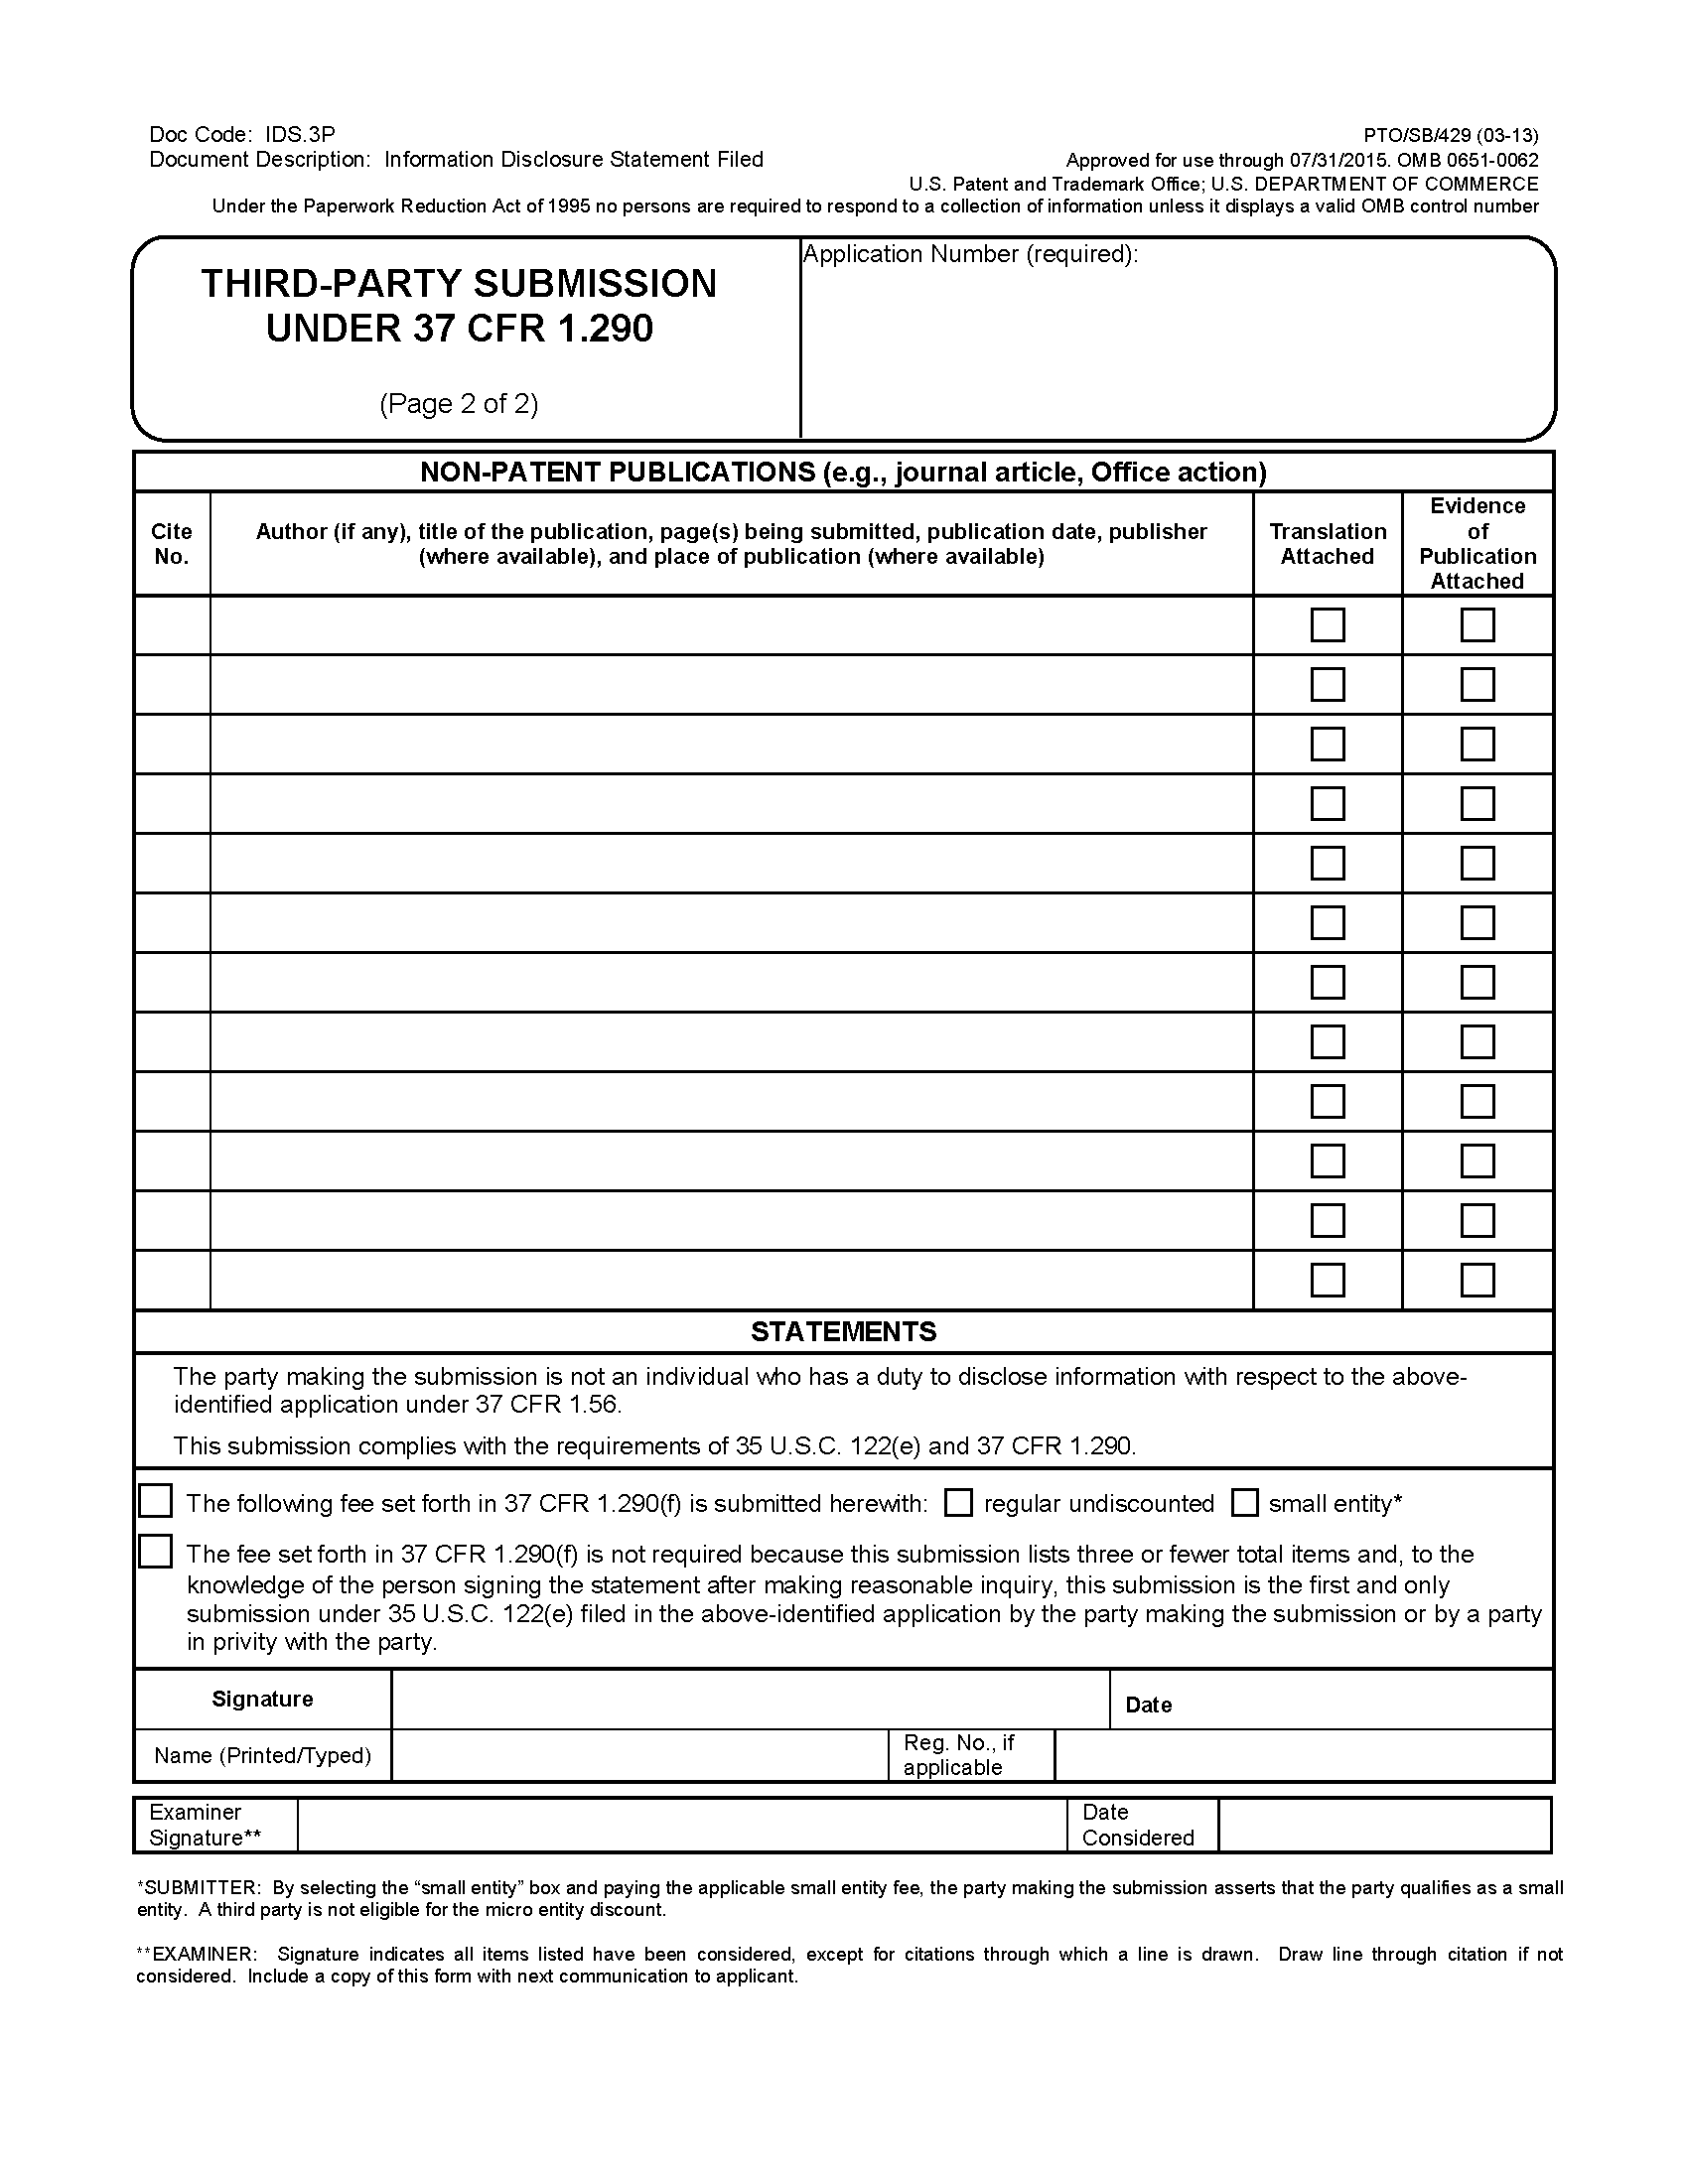 Doc Code: IDS.3P
Document Description: Information Disclosure Statement Filed
PTO/SB/429 (03-13)
Approved for use through 07/31/2015. OMB 0651-0062
U.S. Patent and Trademark Office; U.S. DEPARTMENT OF COMMERCE
Under the Paperwork Reduction Act of 1995 no persons are required to respond to a collection of information unless it displays a valid OMB control number
THIRD-PARTY SUBMISSION
UNDER 37 CFR 1.290
(Page 2 of 2)
Application Number (required):
NON-PATENT PUBLICATIONS (e.g., journal article, Office action)
Cite
No.
Author (if any), title of the publication, page(s) being submitted, publication date, publisher
(where available), and place of publication (where available)
Translation
Attached
Evidence
of
Publication
Attached
STATEMENTS
The party making the submission is not an individual who has a duty to disclose information with respect to the above-
identified application under 37 CFR 1.56.
This submission complies with the requirements of 35 U.S.C. 122(e) and 37 CFR 1.290.
The following fee set forth in 37 CFR 1.290(f) is submitted herewith: regular undiscounted small entity*
The fee set forth in 37 CFR 1.290(f) is not required because this submission lists three or fewer total items and, to the
knowledge of the person signing the statement after making reasonable inquiry, this submission is the first and only
submission under 35 U.S.C. 122(e) filed in the above-identified application by the party making the submission or by a party
in privity with the party.
Signature
Date
Name (Printed/Typed)
Reg. No., if
applicable
Examiner
Signature**
Date
Considered
*SUBMITTER: By selecting the “small entity” box and paying the applicable small entity fee, the party making the submission asserts that the party qualifies as a small
entity. A third party is not eligible for the micro entity discount.
**EXAMINER: Signature indicates all items listed have been considered, except for citations through which a line is drawn. Draw line through citation if not
considered. Include a copy of this form with next communication to applicant.